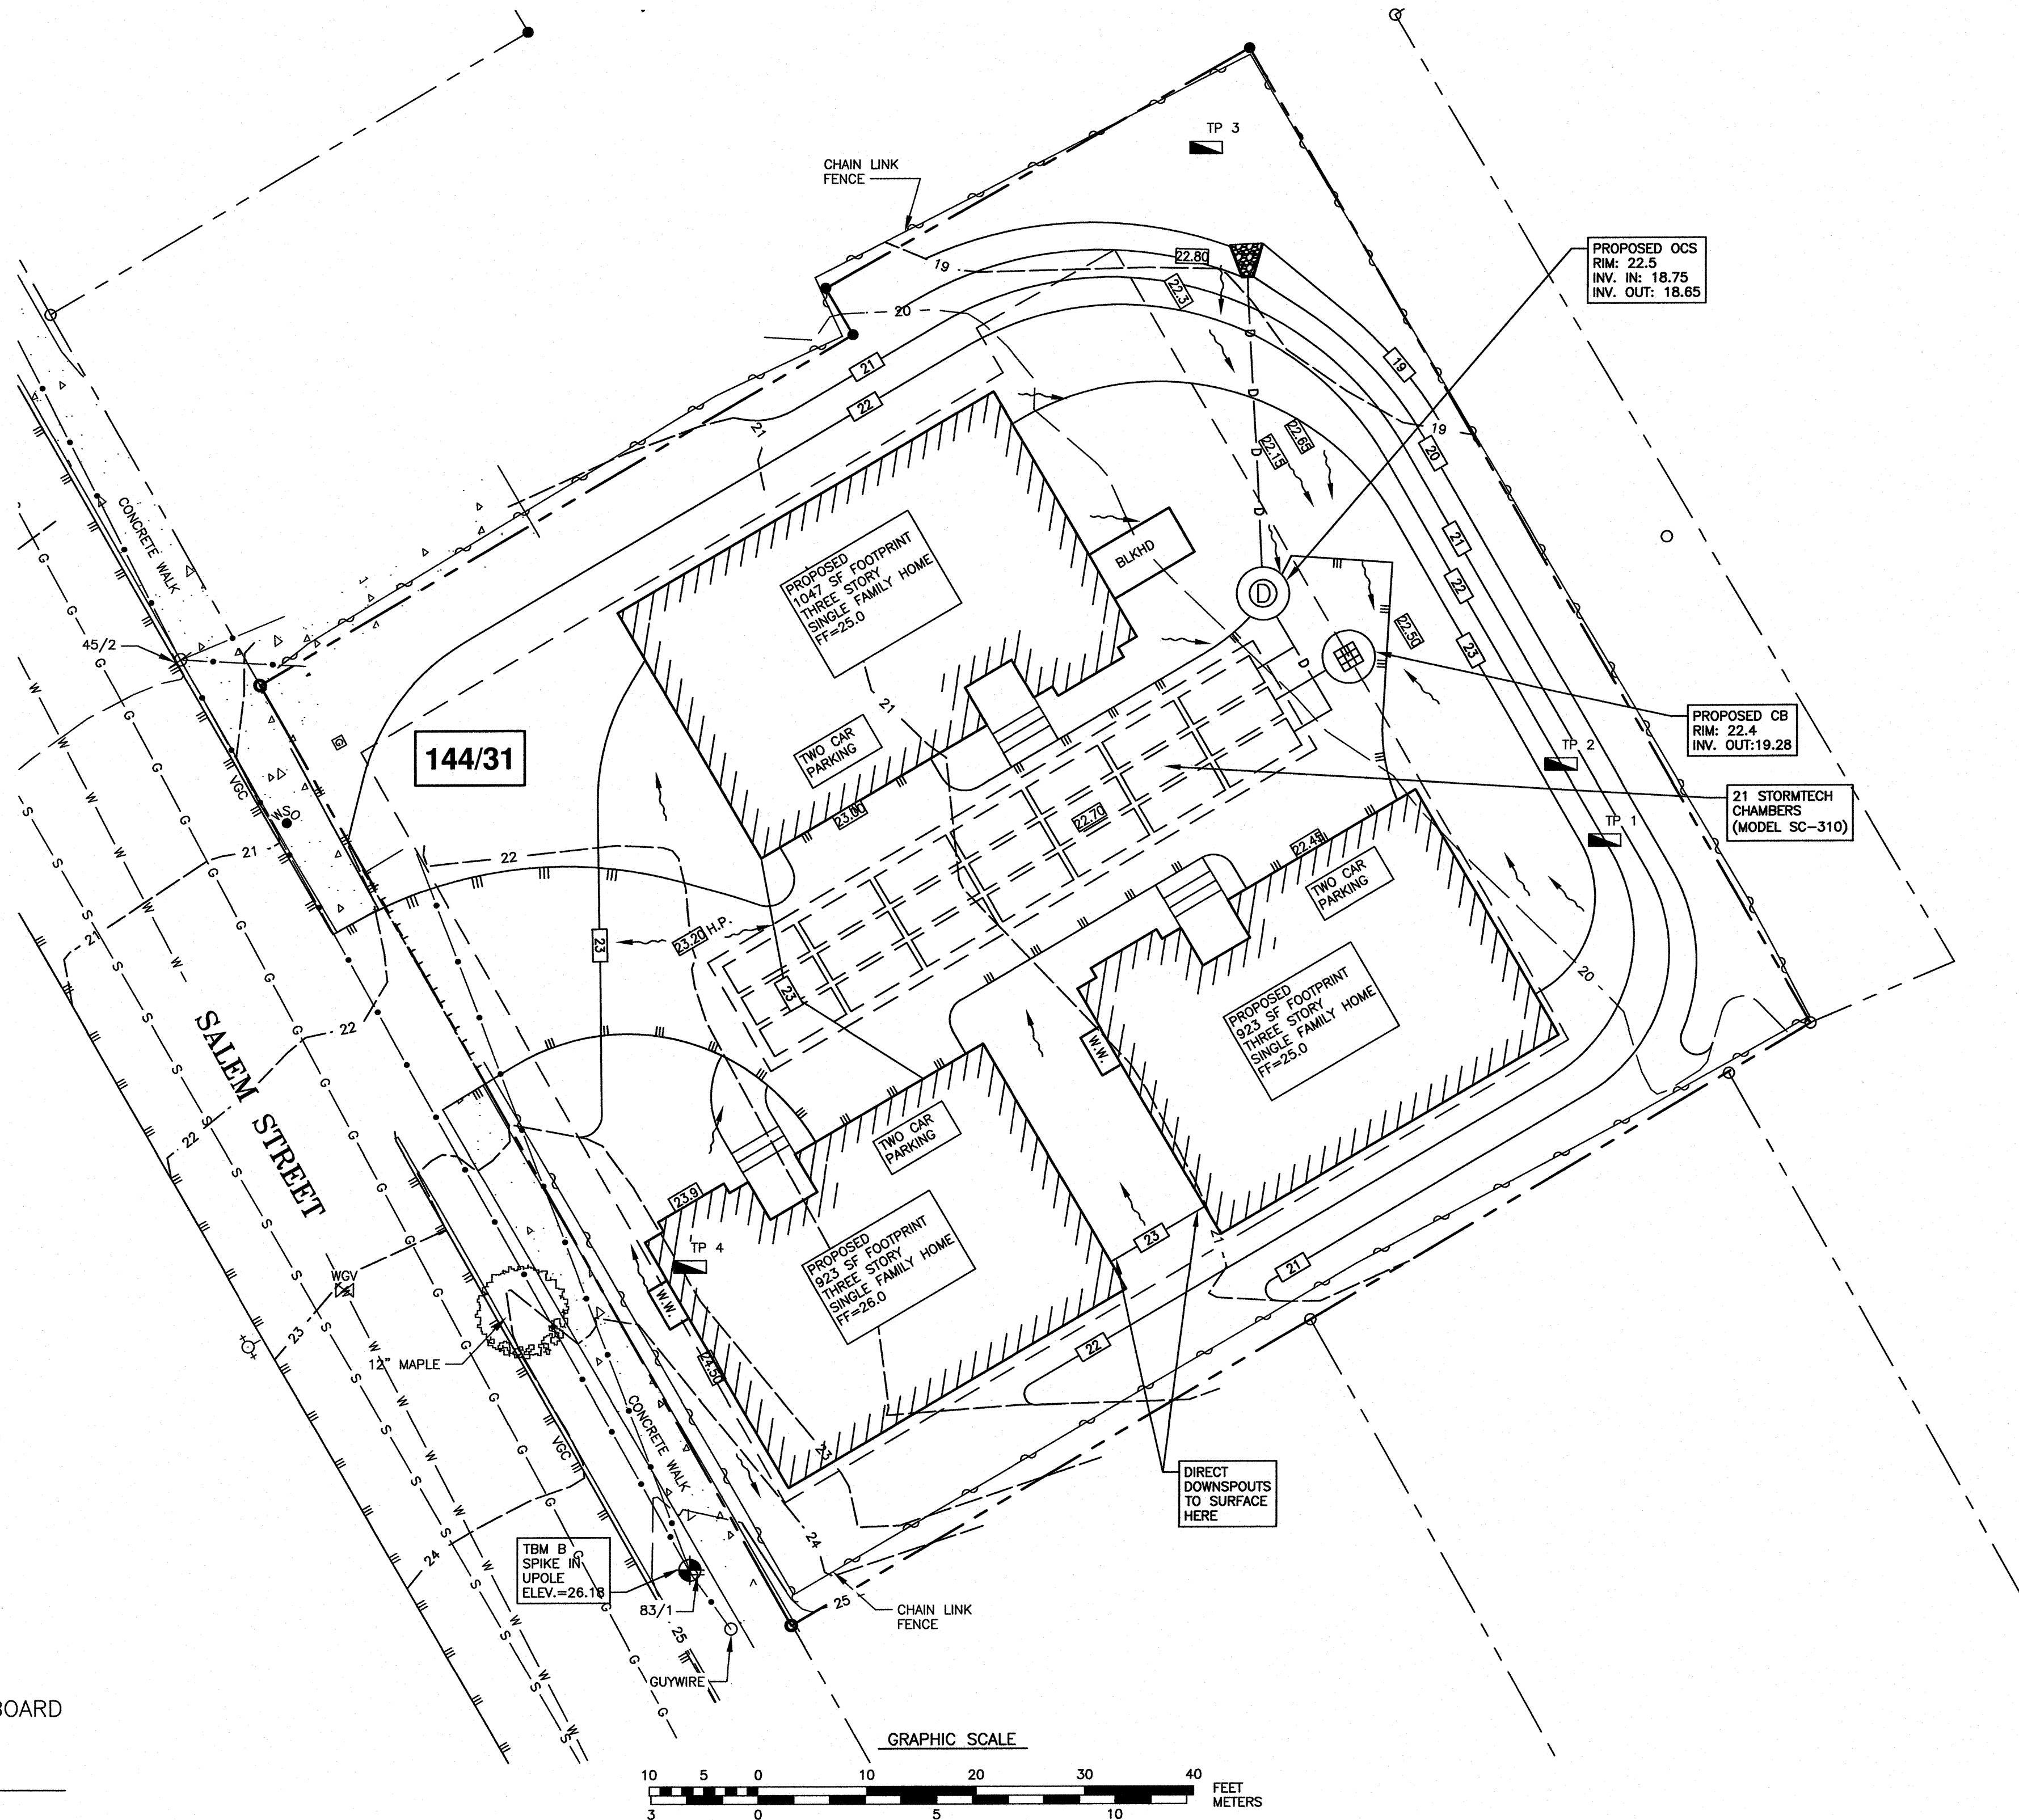 TP 3
CHAIN LINK
FENCE
PROPOSED OCS
RIM: 22.5
INV. IN: 18.75
INV. OUT: 18.65
22.80
22.3
19
20
21
22
19
20
21
22
23
19
21
22.15
22.65
D
D
D
D
D
D
D
CONCRETE WALK
PROPOSED
1047 SF FOOTPRINT
THREE STORY
SINGLE FAMILY HOME
FF=25.0
BLKHD
22.50
45/2
144/31
G
TWO CAR
PARKING
21
PROPOSED CB
RIM: 22.4
INV. OUT:19.28
TP 2
21 STORMTECH
CHAMBERS
(MODEL SC-310)
TP 1
VGC
WSO
23.00
22.70
22.45
TWO CAR
PARKING
21
22
23
23.20 H.P.
23
21
22
22
SALEM STREET
PROPOSED
923 SF FOOTPRINT
THREE STORY
SINGLE FAMILY HOME
FF=25.0
20
W.W.
TWO CAR
PARKING
23.9
TP 4
PROPOSED
923 SF FOOTPRINT
THREE STORY
SINGLE FAMILY HOME
FF=26.0
W.W.
23
21
21
22
WGV
23
12" MAPLE
24.50
VGC
CONCRETE WALK
23
24
24
25
25
DIRECT
DOWNSPOUTS
TO SURFACE
HERE
TBM B
SPIKE IN
UPOLE
ELEV.=26.18
83/1
CHAIN LINK
FENCE
GUYWIRE
BOARD
GRAPHIC SCALE
10 5 0 10 20 30 40 FEET
3 0 5 10 METERS